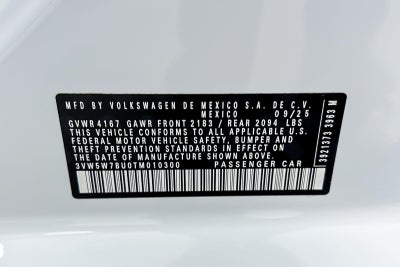 MFD BY VOLKSWAGEN DE MEXICO S.A. DE C.V.
MEXICO 09/25
GVWR 4167 GAWR FRONT 2183 / REAR 2094 LBS
THIS VEHICLE CONFORMS TO ALL APPLICABLE U.S.
FEDERAL MOTOR VEHICLE SAFETY, BUMPER AND
THEFT PREVENTION STANDARDS IN EFFECT ON
THE DATE OF MANUFACTURE SHOWN ABOVE.
3VW5W7BU0TM010300 PASSENGER CAR
3921373 3963 M